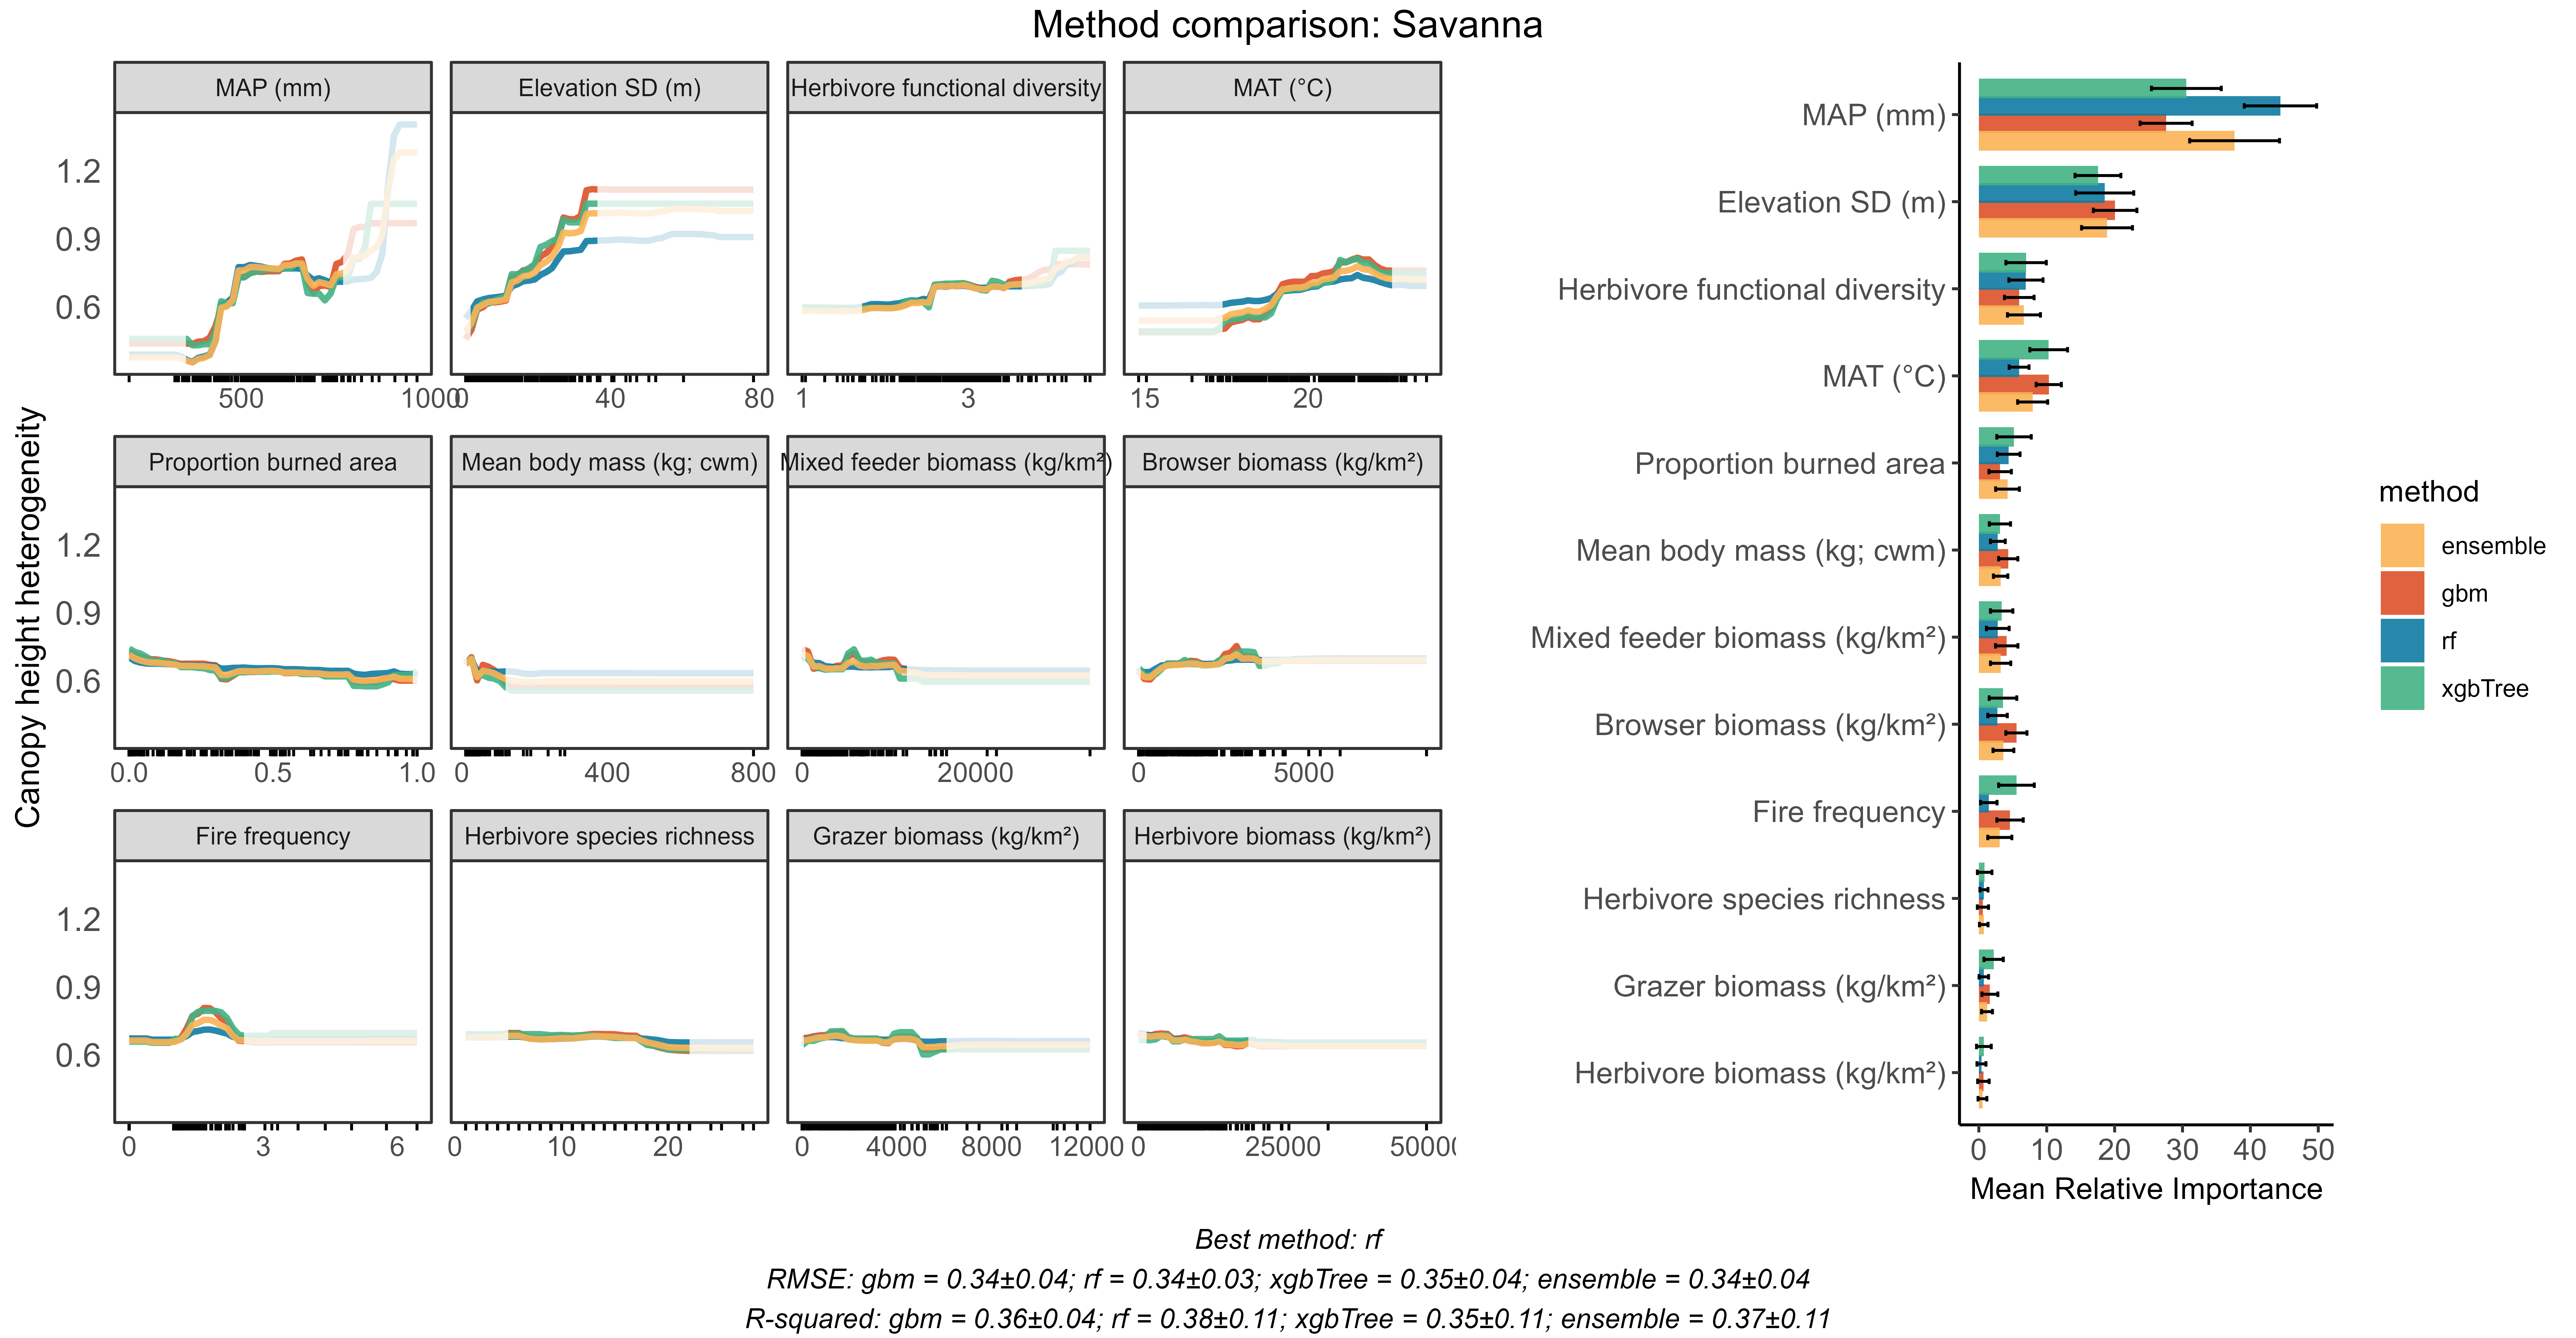 Method comparison: Savanna
MAP (mm)
Elevation SD (m)
Herbivore functional diversity
MAT (°C)
1.2
0.9
0.6
500
1000
0
40
80
1
3
15
20
Proportion burned area
Mean body mass (kg; cwm)
Mixed feeder biomass (kg/km²)
Browser biomass (kg/km²)
1.2
0.9
0.6
0.0
0.5
1.0
0
400
800
0
20000
0
5000
Fire frequency
Herbivore species richness
Grazer biomass (kg/km²)
Herbivore biomass (kg/km²)
1.2
0.9
0.6
0
3
6
0
10
20
0
4000
8000
12000
0
25000
50000
Canopy height heterogeneity
MAP (mm)
Elevation SD (m)
Herbivore functional diversity
MAT (°C)
Proportion burned area
Mean body mass (kg; cwm)
Mixed feeder biomass (kg/km²)
Browser biomass (kg/km²)
Fire frequency
Herbivore species richness
Grazer biomass (kg/km²)
Herbivore biomass (kg/km²)
0
10
20
30
40
50
Mean Relative Importance
method
ensemble
gbm
rf
xgbTree
Best method: rf
RMSE: gbm = 0.34±0.04; rf = 0.34±0.03; xgbTree = 0.35±0.04; ensemble = 0.34±0.04
R-squared: gbm = 0.36±0.04; rf = 0.38±0.11; xgbTree = 0.35±0.11; ensemble = 0.37±0.11